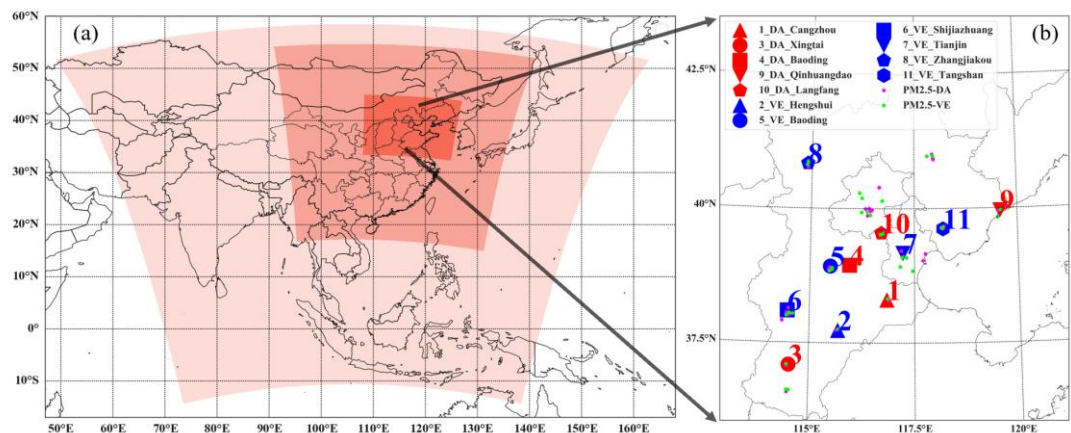 (a)
60°N
50°N
40°N
30°N
20°N
10°N
0°
10°S
50°E 60°E 70°E 80°E 90°E 100°E 110°E 120°E 130°E 140°E 150°E 160°E
(b)
1_DA_Cangzhou
3_DA_Xingtai
4_DA_Baoding
9_DA_Qinhuangdao
10_DA_Langfang
2_VE_Hengshui
5_VE_Baoding
6_VE_Shijiazhuang
7_VE_Tianjin
8_VE_Zhangjiakou
11_VE_Tangshan
PM2.5-DA
PM2.5-VE
42.5°N
40°N
37.5°N
8
9
10
11
7
5
4
1
6
2
3
115°E 117.5°E 120°E